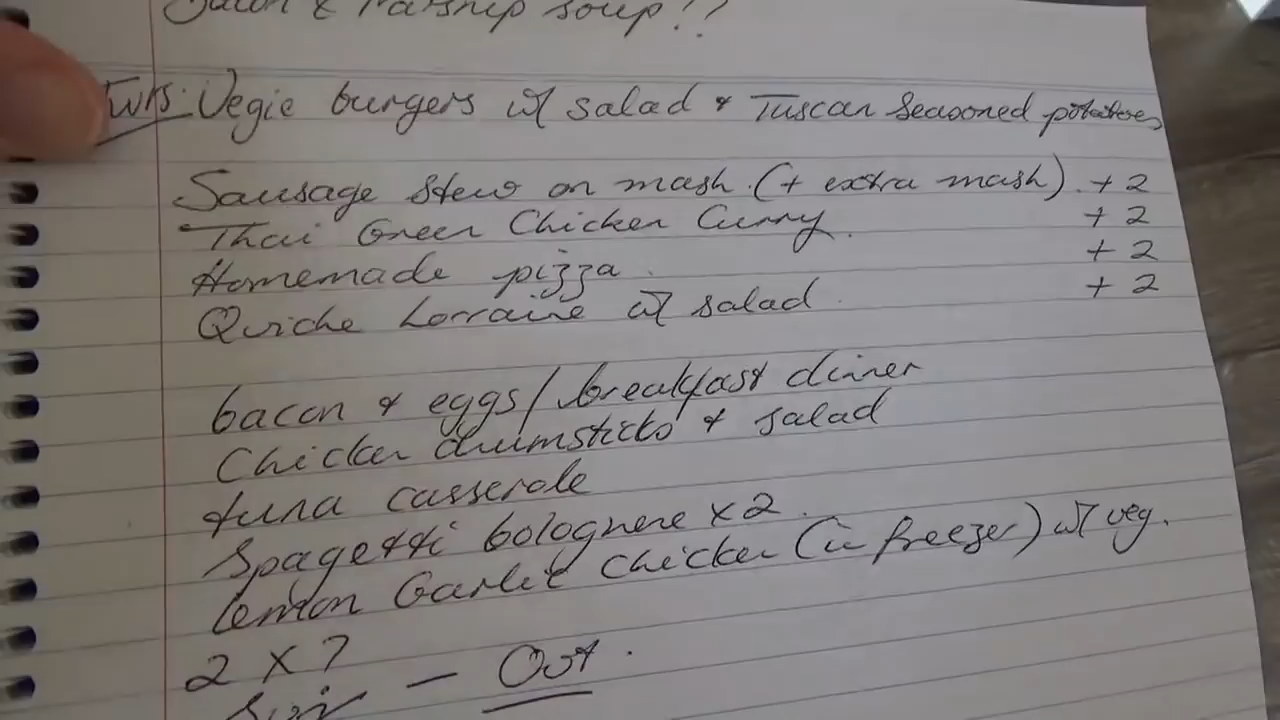 Bacon & Parsnip soup!!
Vegie burgers w/ salad & Tuscan Seasoned potatoes
Sausage Stew on mash. (+ extra mash). + 2
Thai Green Chicken Curry. + 2
Homemade pizza. + 2
Quiche Lorraine w/ salad. + 2
bacon & eggs/breakfast dinner
Chicken drumsticks & salad
tuna casserole
Spagetti bolognese x 2.
Lemon Garlic Chicken (in freezer) w/ veg.
2 x ?
— Out.